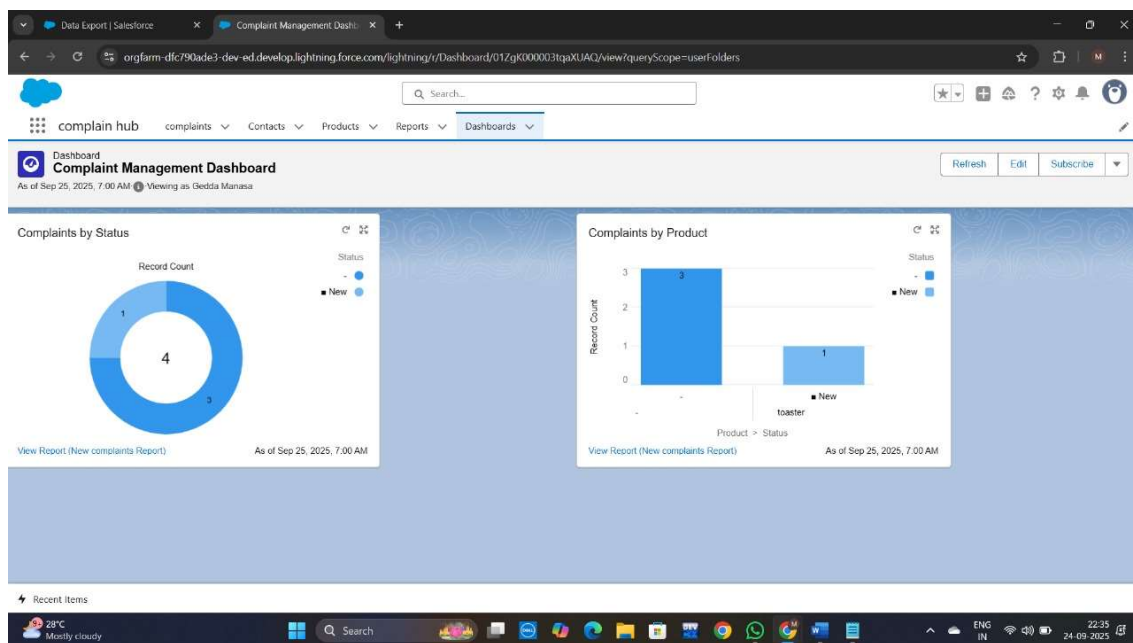 Data Export | Salesforce
Complaint Management Dashb
orgfarm-dfc790ade3-dev-ed.develop.lightning.force.com/lightning/r/Dashboard/01ZgK000003tqaXUAQ/view?queryScope=userFolders
M
Search...
complain hub complaints Contacts Products Reports Dashboards
Dashboard
Complaint Management Dashboard
As of Sep 25, 2025, 7:00 AM Viewing as Gedda Manasa
Refresh Edit Subscribe
Complaints by Status
Record Count
Status
-
New
1
4
3
View Report (New complaints Report) As of Sep 25, 2025, 7:00 AM
Complaints by Product
Status
-
New
Record Count
3
2
1
0
3
1
- New
- toaster
Product > Status
View Report (New complaints Report) As of Sep 25, 2025, 7:00 AM
Recent Items
28°C
Mostly cloudy
Search
ENG
IN
22:35
24-09-2025